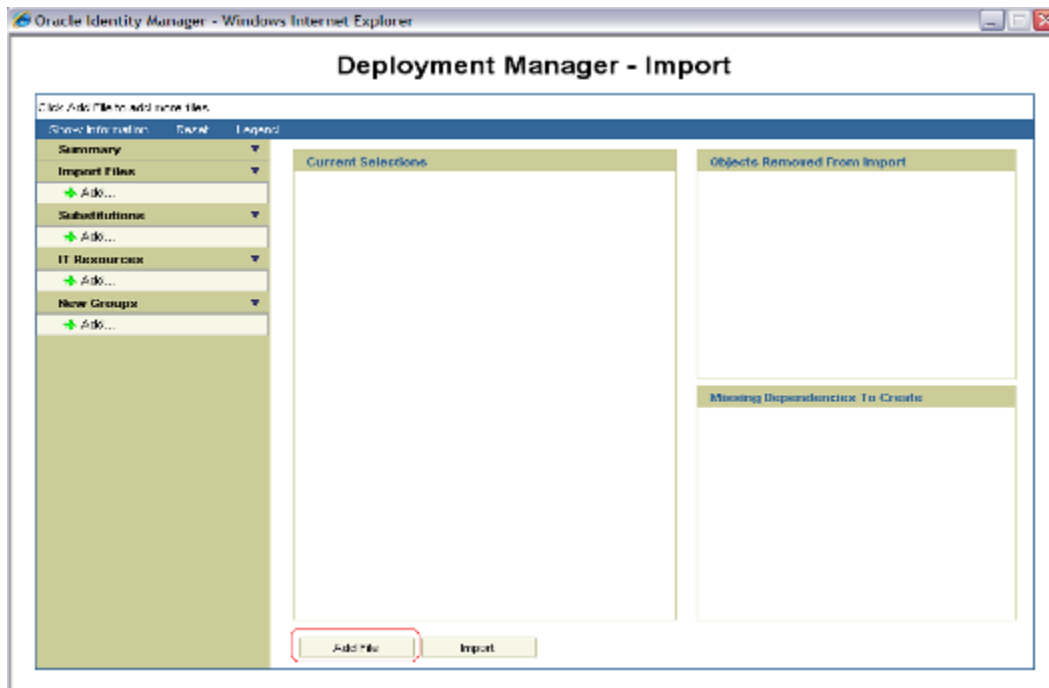 Oracle Identity Manager - Windows Internet Explorer
Deployment Manager - Import
Click Add File to add more files
Show Information Reset Legend
Summary
Import Files
Add...
Substitutions
Add...
IT Resources
Add...
New Groups
Add...
Current Selections
Objects Removed From Import
Missing Dependencies To Create
Add File
Import